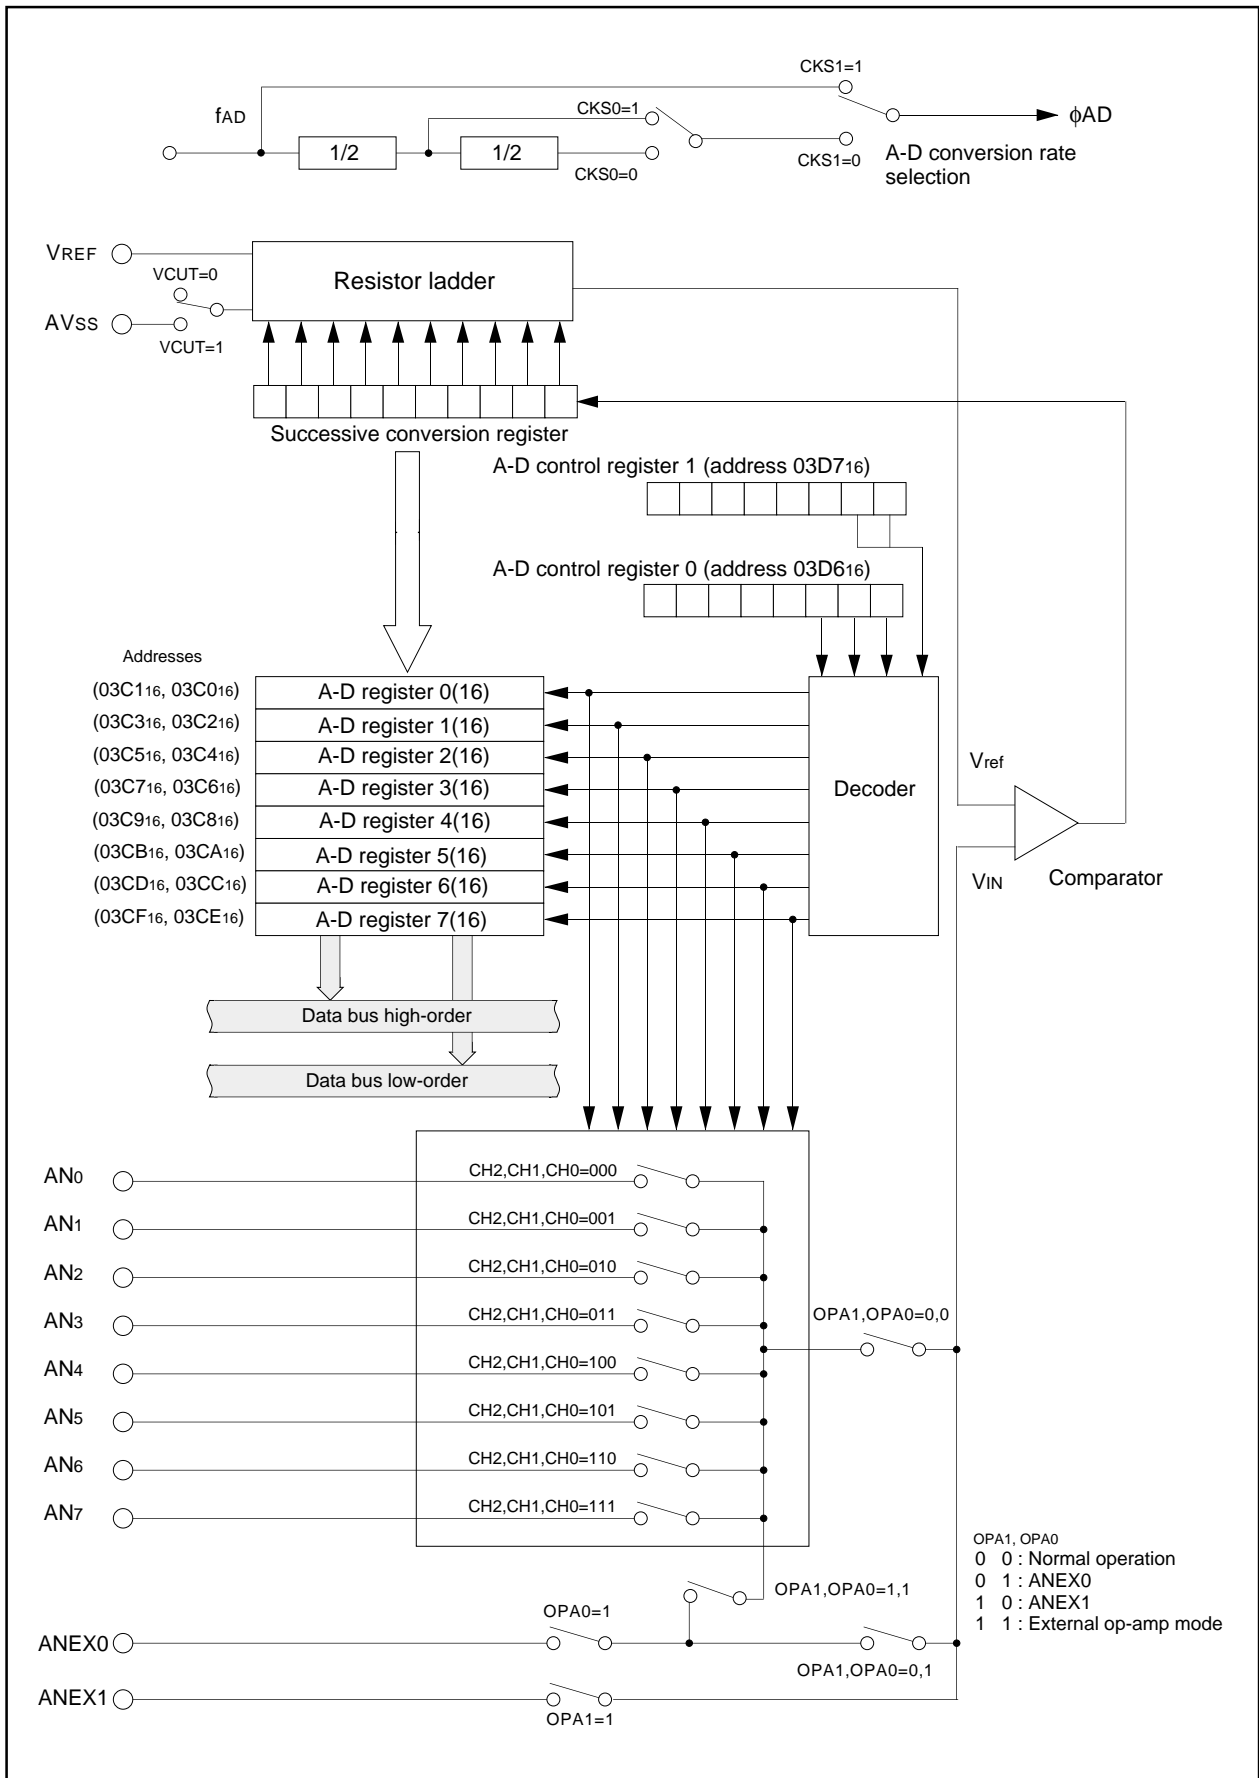 CKS1=1
fAD
CKS0=1
φAD
1/2
1/2
CKS0=0
CKS1=0
A-D conversion rate
selection
VREF
VCUT=0
Resistor ladder
AVSS
VCUT=1
Successive conversion register
A-D control register 1 (address 03D716)
A-D control register 0 (address 03D616)
Addresses
(03C116, 03C016)
A-D register 0(16)
(03C316, 03C216)
A-D register 1(16)
(03C516, 03C416)
A-D register 2(16)
(03C716, 03C616)
A-D register 3(16)
(03C916, 03C816)
A-D register 4(16)
(03CB16, 03CA16)
A-D register 5(16)
(03CD16, 03CC16)
A-D register 6(16)
(03CF16, 03CE16)
A-D register 7(16)
Decoder
Vref
VIN
Comparator
Data bus high-order
Data bus low-order
AN0
CH2,CH1,CH0=000
AN1
CH2,CH1,CH0=001
AN2
CH2,CH1,CH0=010
AN3
CH2,CH1,CH0=011
OPA1,OPA0=0,0
AN4
CH2,CH1,CH0=100
AN5
CH2,CH1,CH0=101
AN6
CH2,CH1,CH0=110
AN7
CH2,CH1,CH0=111
OPA1, OPA0
0 0 : Normal operation
0 1 : ANEX0
1 0 : ANEX1
1 1 : External op-amp mode
OPA1,OPA0=1,1
OPA0=1
ANEX0
OPA1,OPA0=0,1
ANEX1
OPA1=1